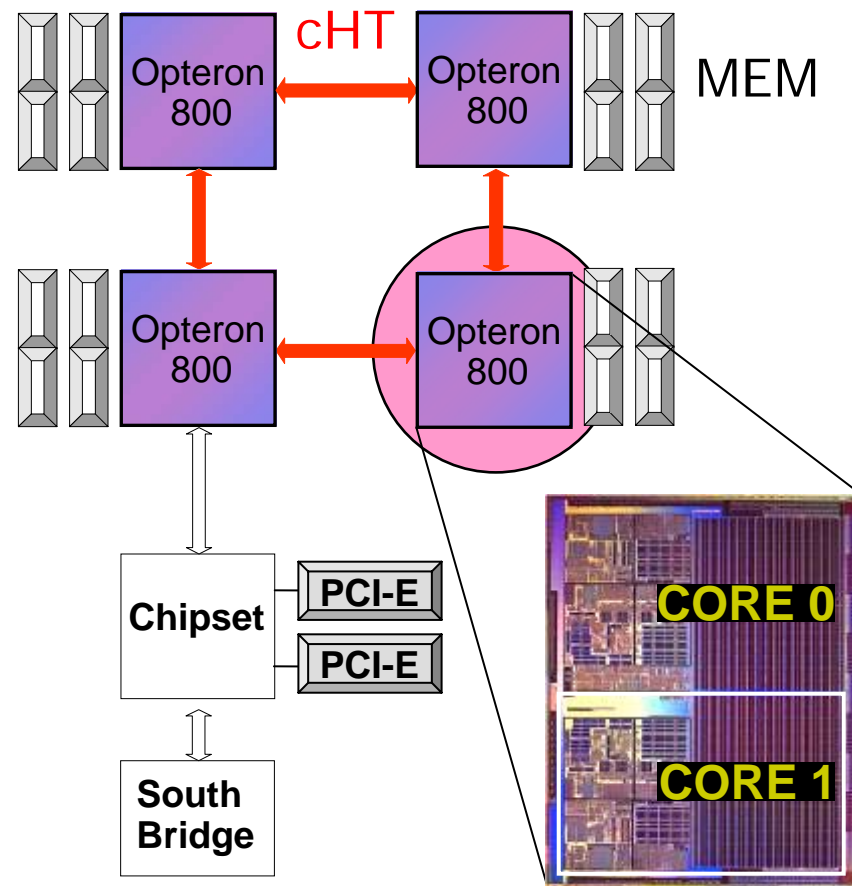 cHT
Opteron
800
Opteron
800
MEM
Opteron
800
Opteron
800
Chipset
PCI-E
PCI-E
CORE 0
CORE 1
South
Bridge